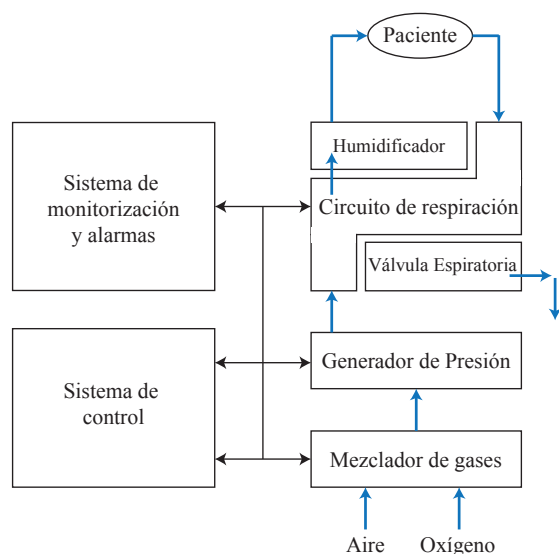 Paciente
Humidificador
Sistema de
monitorización
y alarmas
Circuito de respiración
Válvula Espiratoria
Sistema de
control
Generador de Presión
Mezclador de gases
Aire
Oxígeno